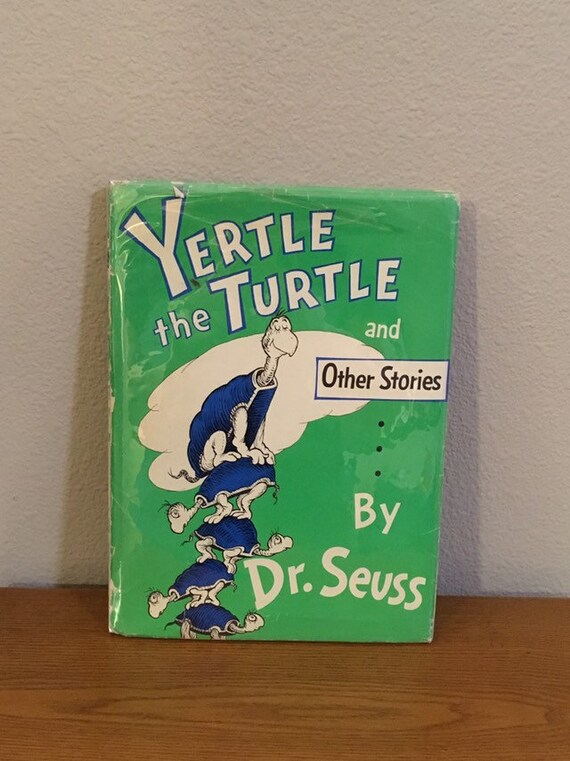 YERTLE
the TURTLE
and
Other Stories
By
Dr. Seuss